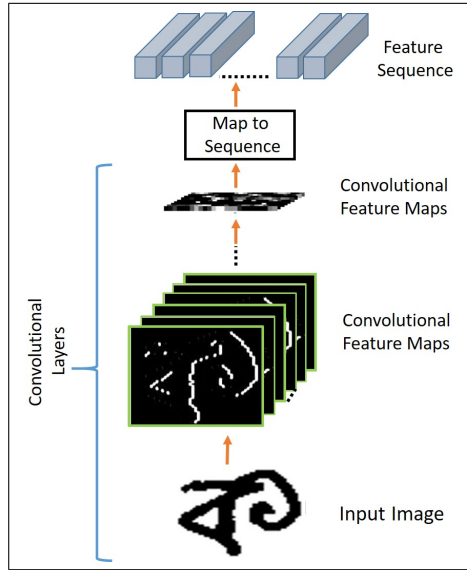 Feature
Sequence
Map to
Sequence
Convolutional
Feature Maps
Convolutional
Feature Maps
Convolutional
Layers
Input Image